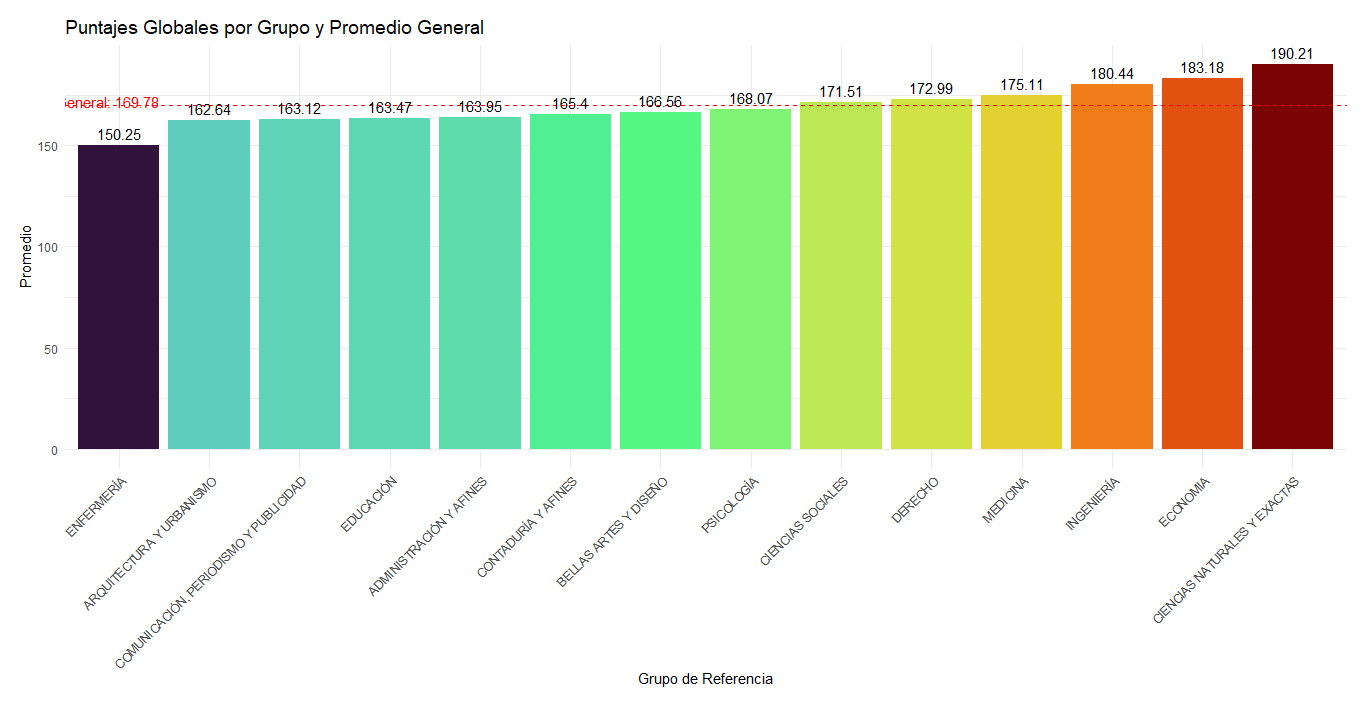 Puntajes Globales por Grupo y Promedio General
190.21
183.18
180.44
175.11
172.99
171.51
168.07
166.56
165.4
163.95
163.47
163.12
162.64
eneral: 169.78
150.25
150
100
50
0
Promedio
ENFERMERÍA
ARQUITECTURA Y URBANISMO
COMUNICACIÓN, PERIODISMO Y PUBLICIDAD
EDUCACIÓN
ADMINISTRACIÓN Y AFINES
CONTADURÍA Y AFINES
BELLAS ARTES Y DISEÑO
PSICOLOGÍA
CIENCIAS SOCIALES
DERECHO
MEDICINA
INGENIERÍA
ECONOMIA
CIENCIAS NATURALES Y EXACTAS
Grupo de Referencia